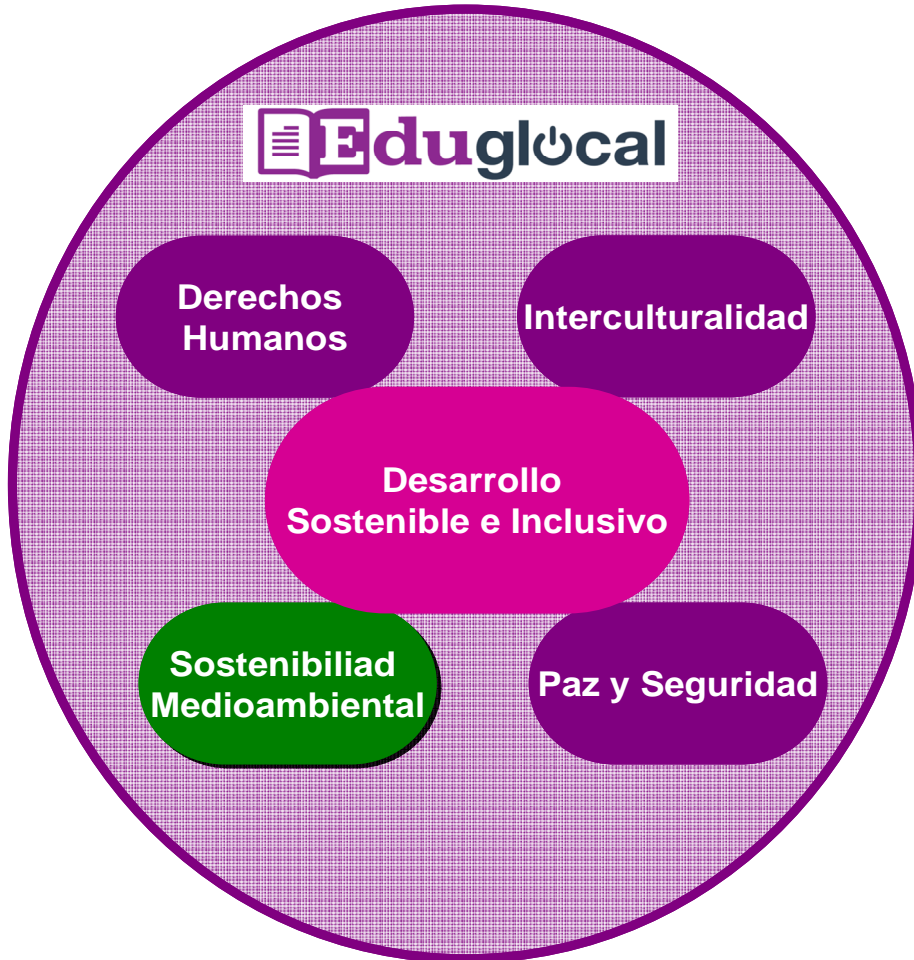 Eduglocal
Derechos
Humanos
Interculturalidad
Desarrollo
Sostenible e Inclusivo
Sostenibiliad
Medioambiental
Paz y Seguridad